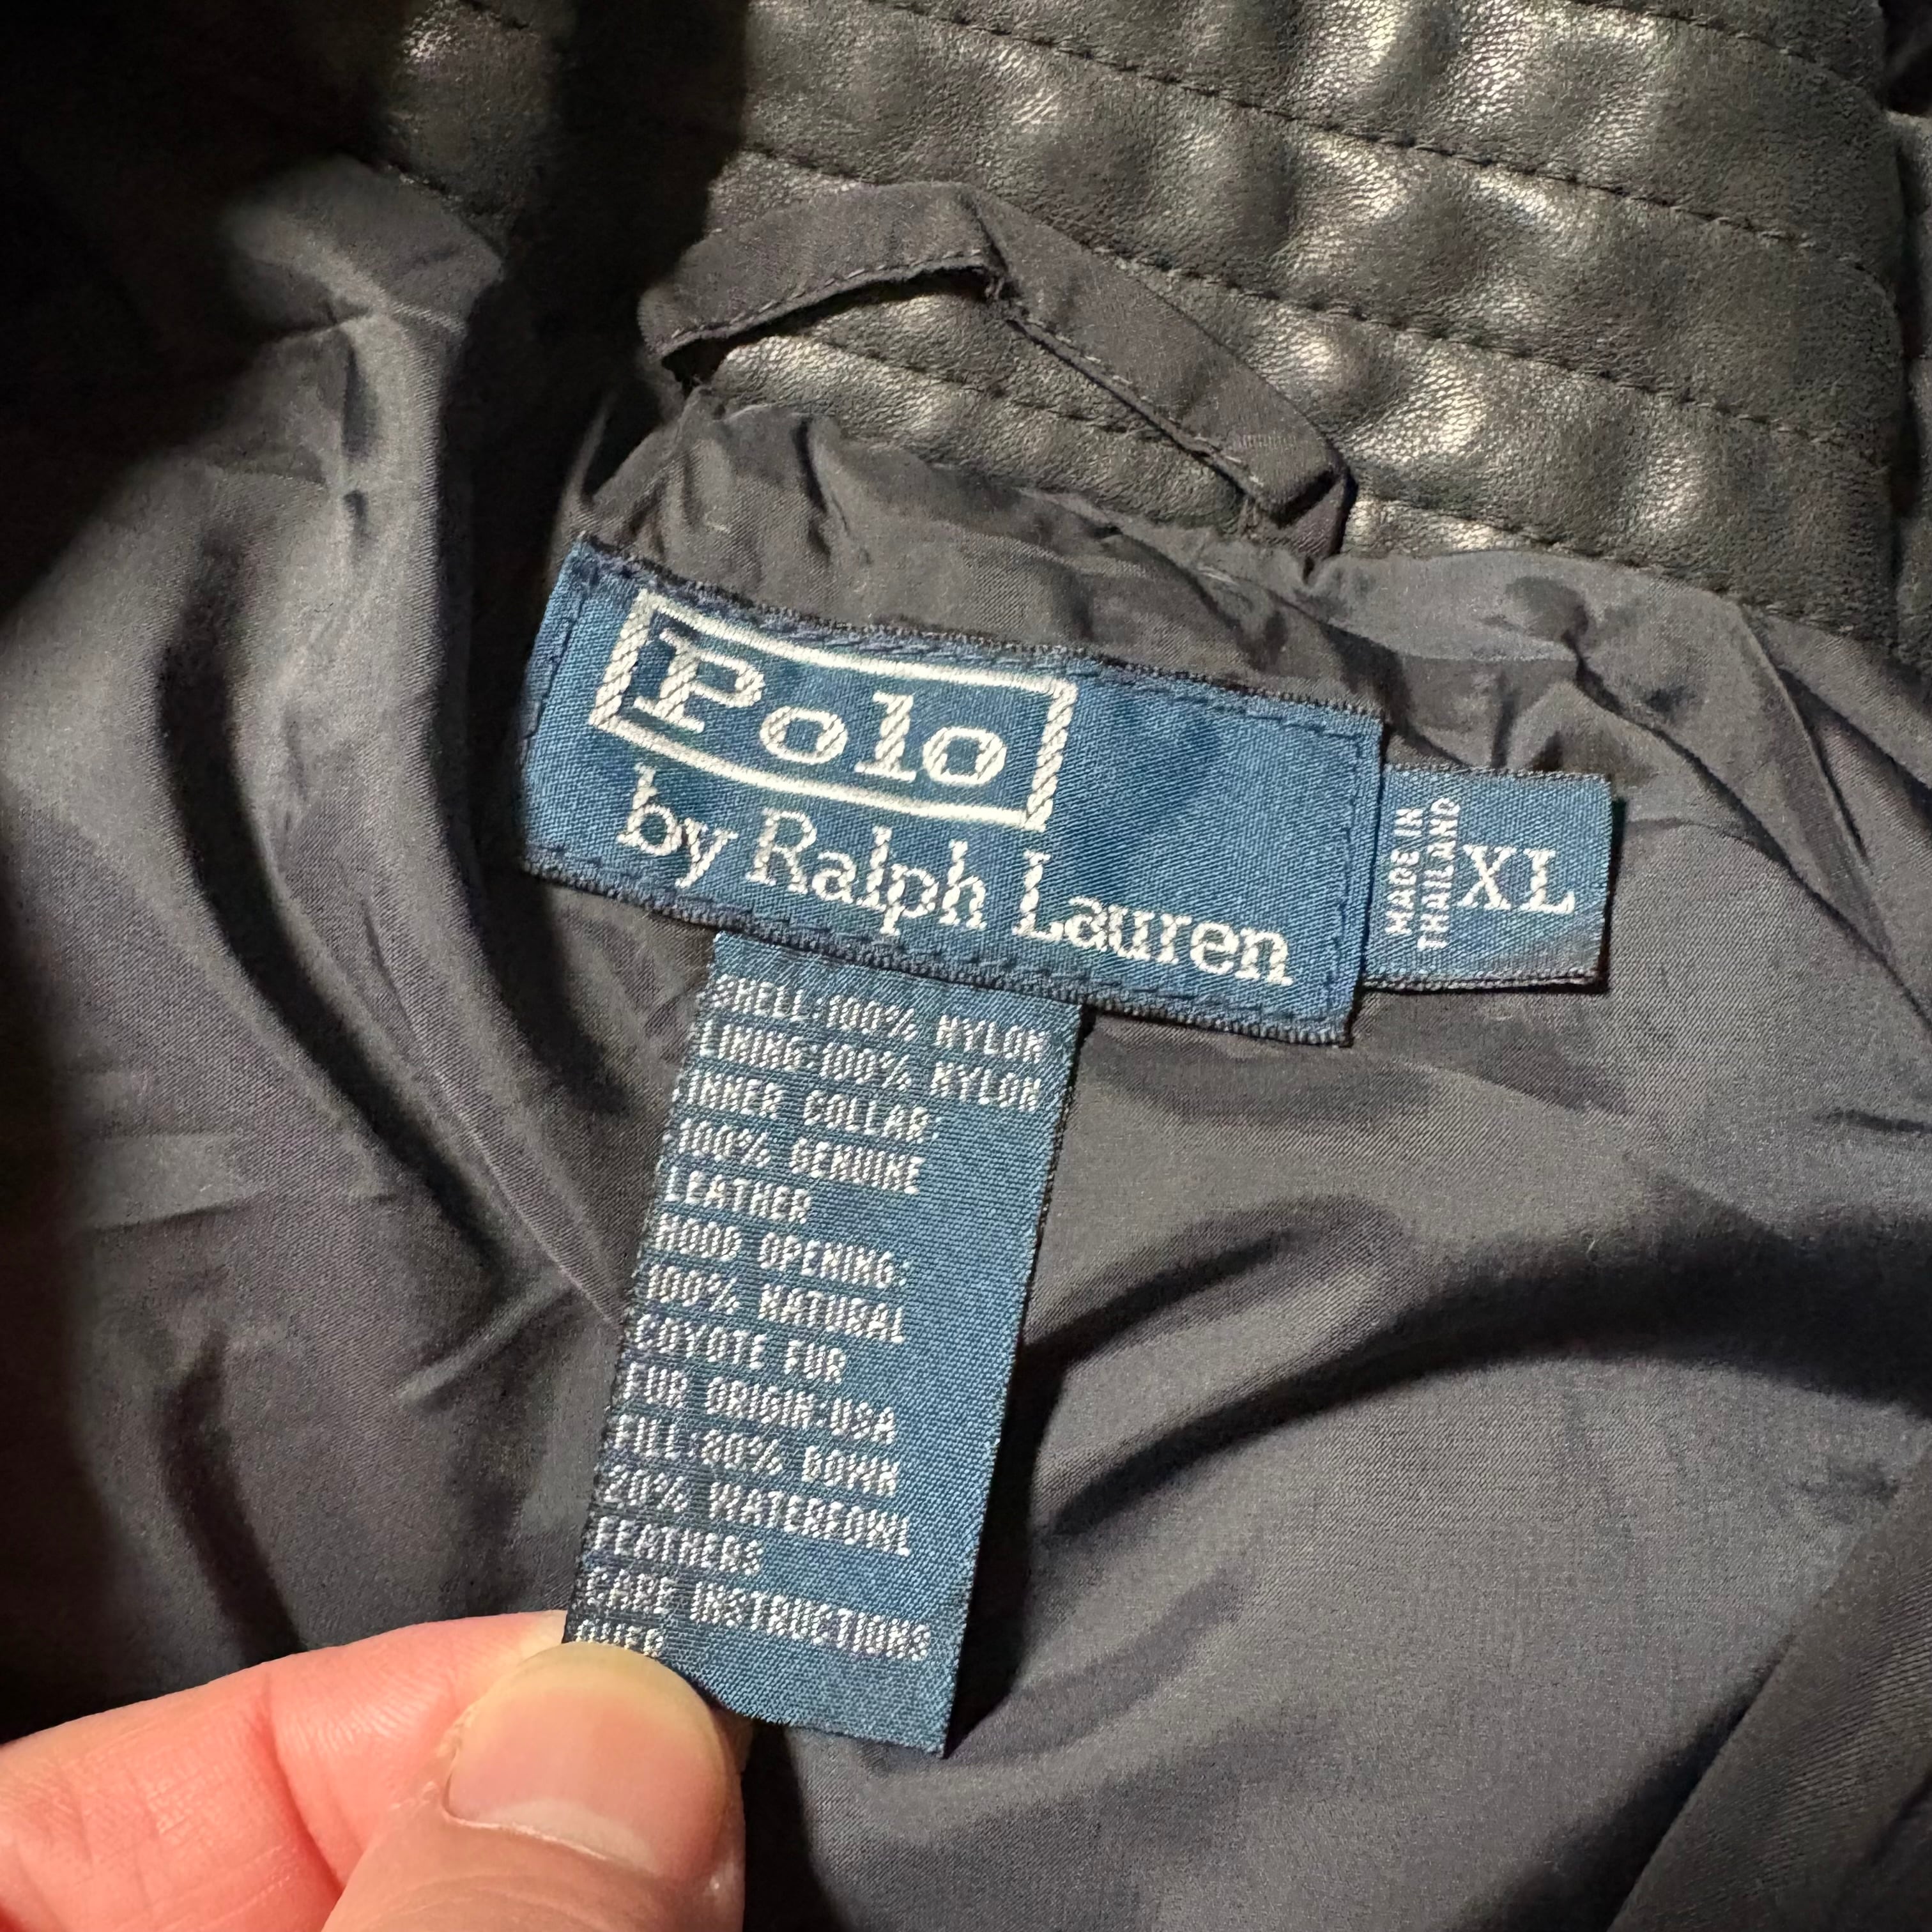 Polo
by Ralph Lauren
MADE IN
THAILAND
XL
SHELL:100% NYLON
LINING:100% NYLON
INNER COLLAR:
100% GENUINE
LEATHER
HOOD OPENING:
100% NATURAL
COYOTE FUR
FUR ORIGIN:USA
FILL:80% DOWN
20% WATERFOWL
FEATHERS
CARE INSTRUCTIONS
OVER